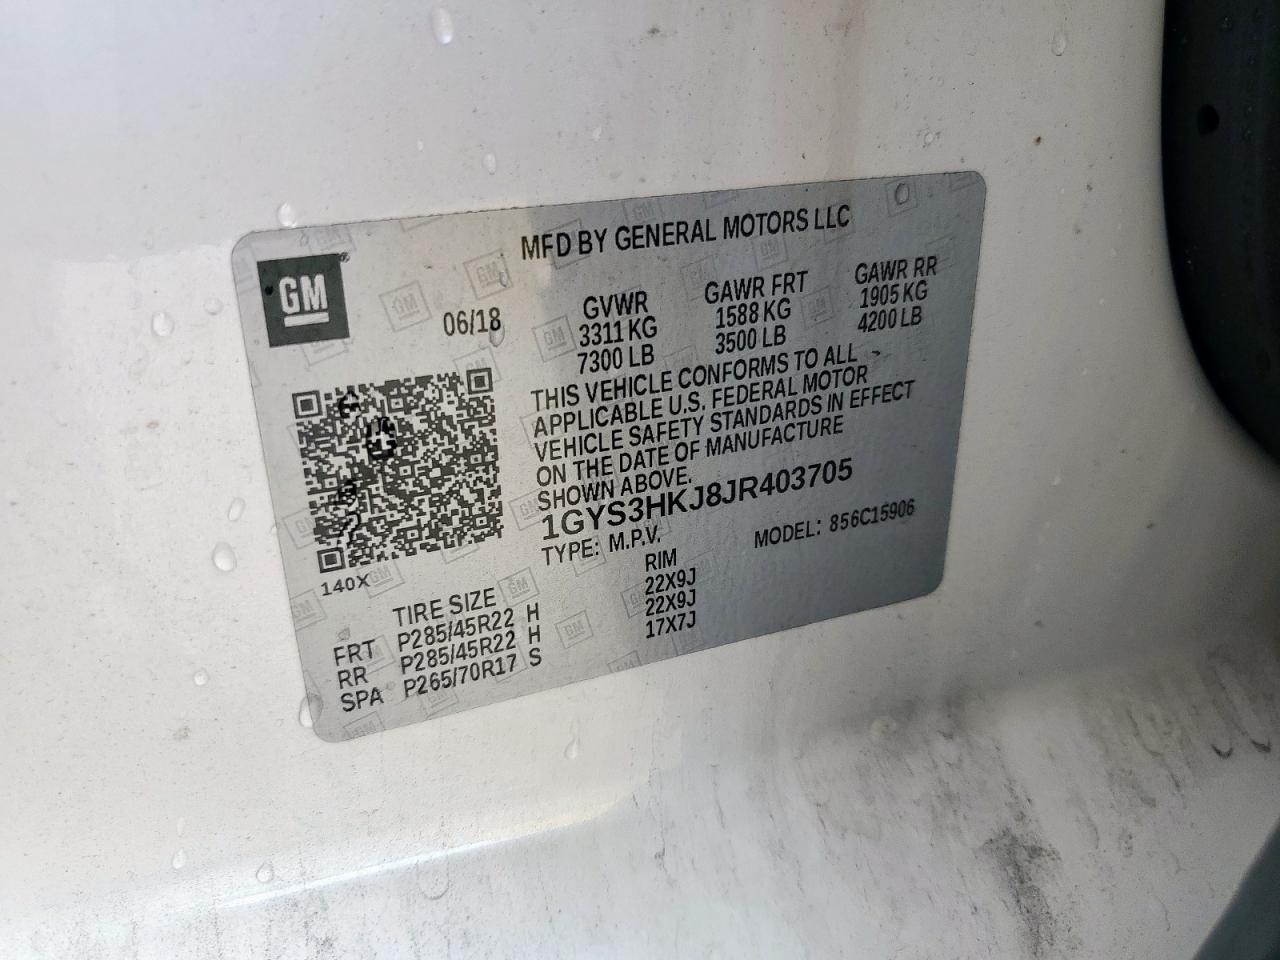 MFD BY GENERAL MOTORS LLC
GM
06/18
GVWR GAWR FRT GAWR RR
3311 KG 1588 KG 1905 KG
7300 LB 3500 LB 4200 LB
THIS VEHICLE CONFORMS TO ALL
APPLICABLE U.S. FEDERAL MOTOR
VEHICLE SAFETY STANDARDS IN EFFECT
ON THE DATE OF MANUFACTURE
SHOWN ABOVE.
1GYS3HKJ8JR403705
TYPE: M.P.V. MODEL: 856C15906
140X
TIRE SIZE RIM
FRT P285/45R22 H 22X9J
RR P285/45R22 H 22X9J
SPA P265/70R17 S 17X7J